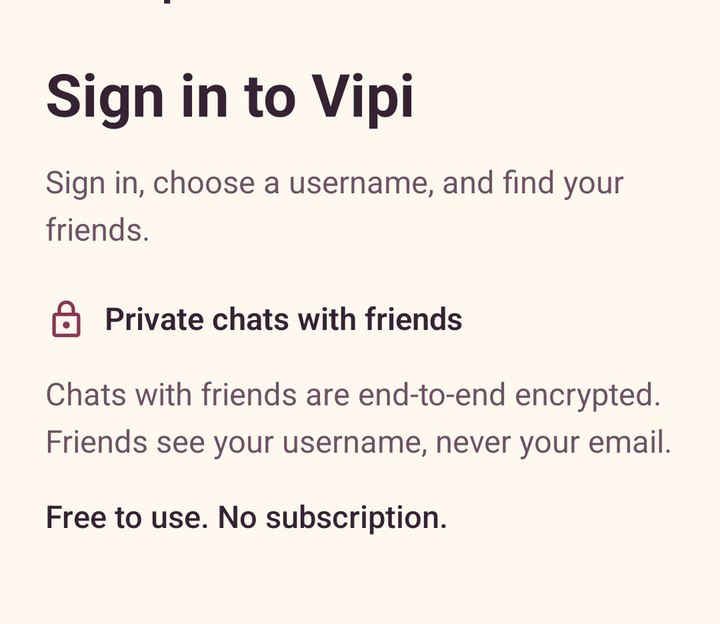 Sign in to Vipi
Sign in, choose a username, and find your
friends.
Private chats with friends
Chats with friends are end-to-end encrypted.
Friends see your username, never your email.
Free to use. No subscription.